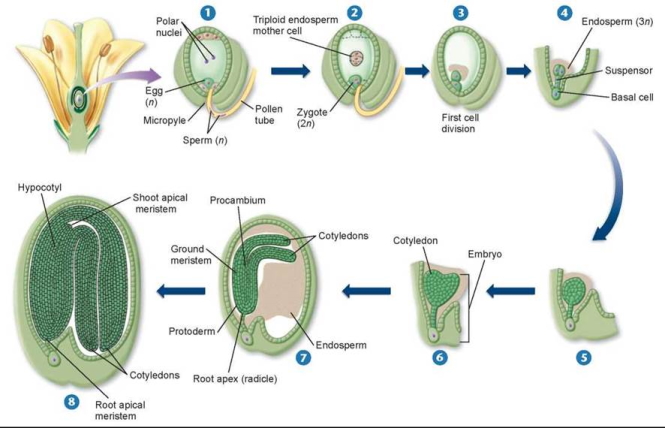 1
Polar
nuclei
Egg
(n)
Micropyle
Sperm (n)
Pollen
tube
2
Triploid endosperm
mother cell
Zygote
(2n)
3
First cell
division
4
Endosperm (3n)
Suspensor
Basal cell
Hypocotyl
Shoot apical
meristem
Cotyledons
Root apical
meristem
8
Procambium
Cotyledons
Ground
meristem
Protoderm
Endosperm
Root apex (radicle)
7
Cotyledon
Embryo
6
5